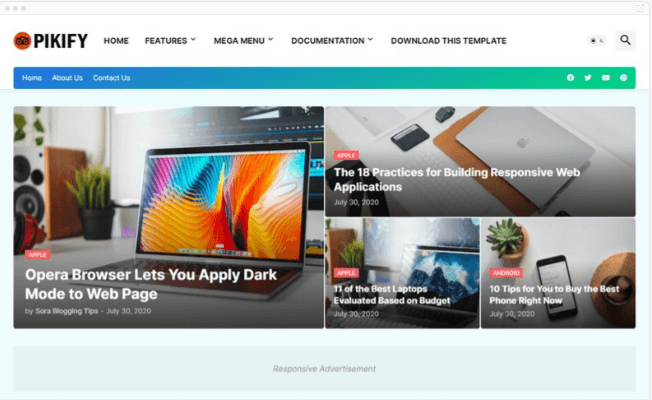 PIKIFY
HOME
FEATURES
MEGA MENU
DOCUMENTATION
DOWNLOAD THIS TEMPLATE
Home
About Us
Contact Us
APPLE
Opera Browser Lets You Apply Dark
Mode to Web Page
by Sora Blogging Tips - July 30, 2020
APPLE
The 18 Practices for Building Responsive Web
Applications
July 30, 2020
APPLE
11 of the Best Laptops
Evaluated Based on Budget
July 30, 2020
ANDROID
10 Tips for You to Buy the Best
Phone Right Now
July 30, 2020
Responsive Advertisement